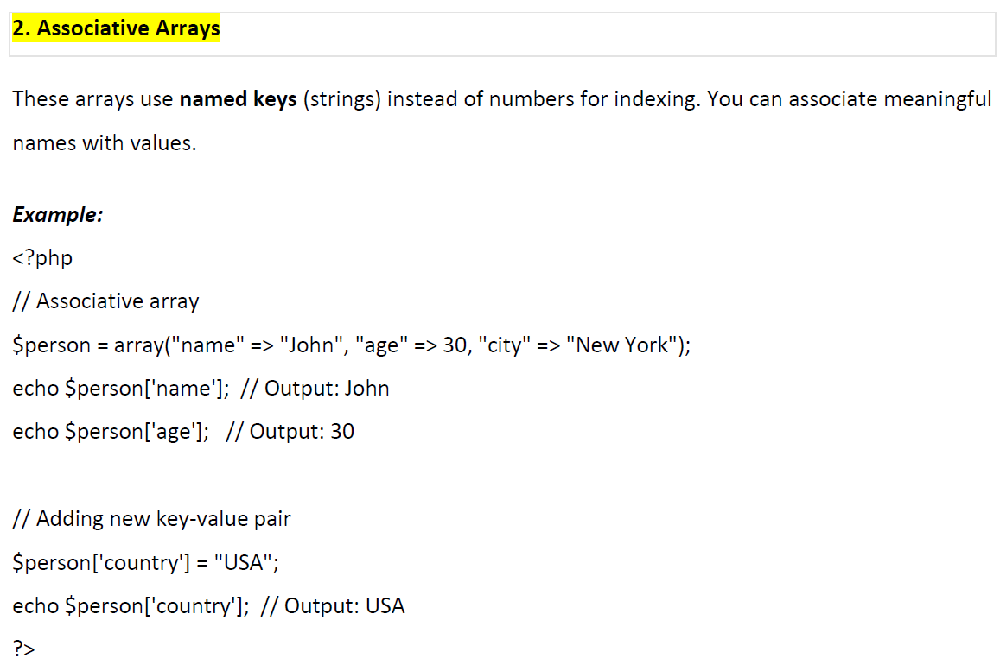 2. Associative Arrays
These arrays use named keys (strings) instead of numbers for indexing. You can associate meaningful
names with values.
Example:
<?php
// Associative array
$person = array("name" => "John", "age" => 30, "city" => "New York");
echo $person['name'];  // Output: John
echo $person['age'];   // Output: 30
// Adding new key-value pair
$person['country'] = "USA";
echo $person['country'];  // Output: USA
?>